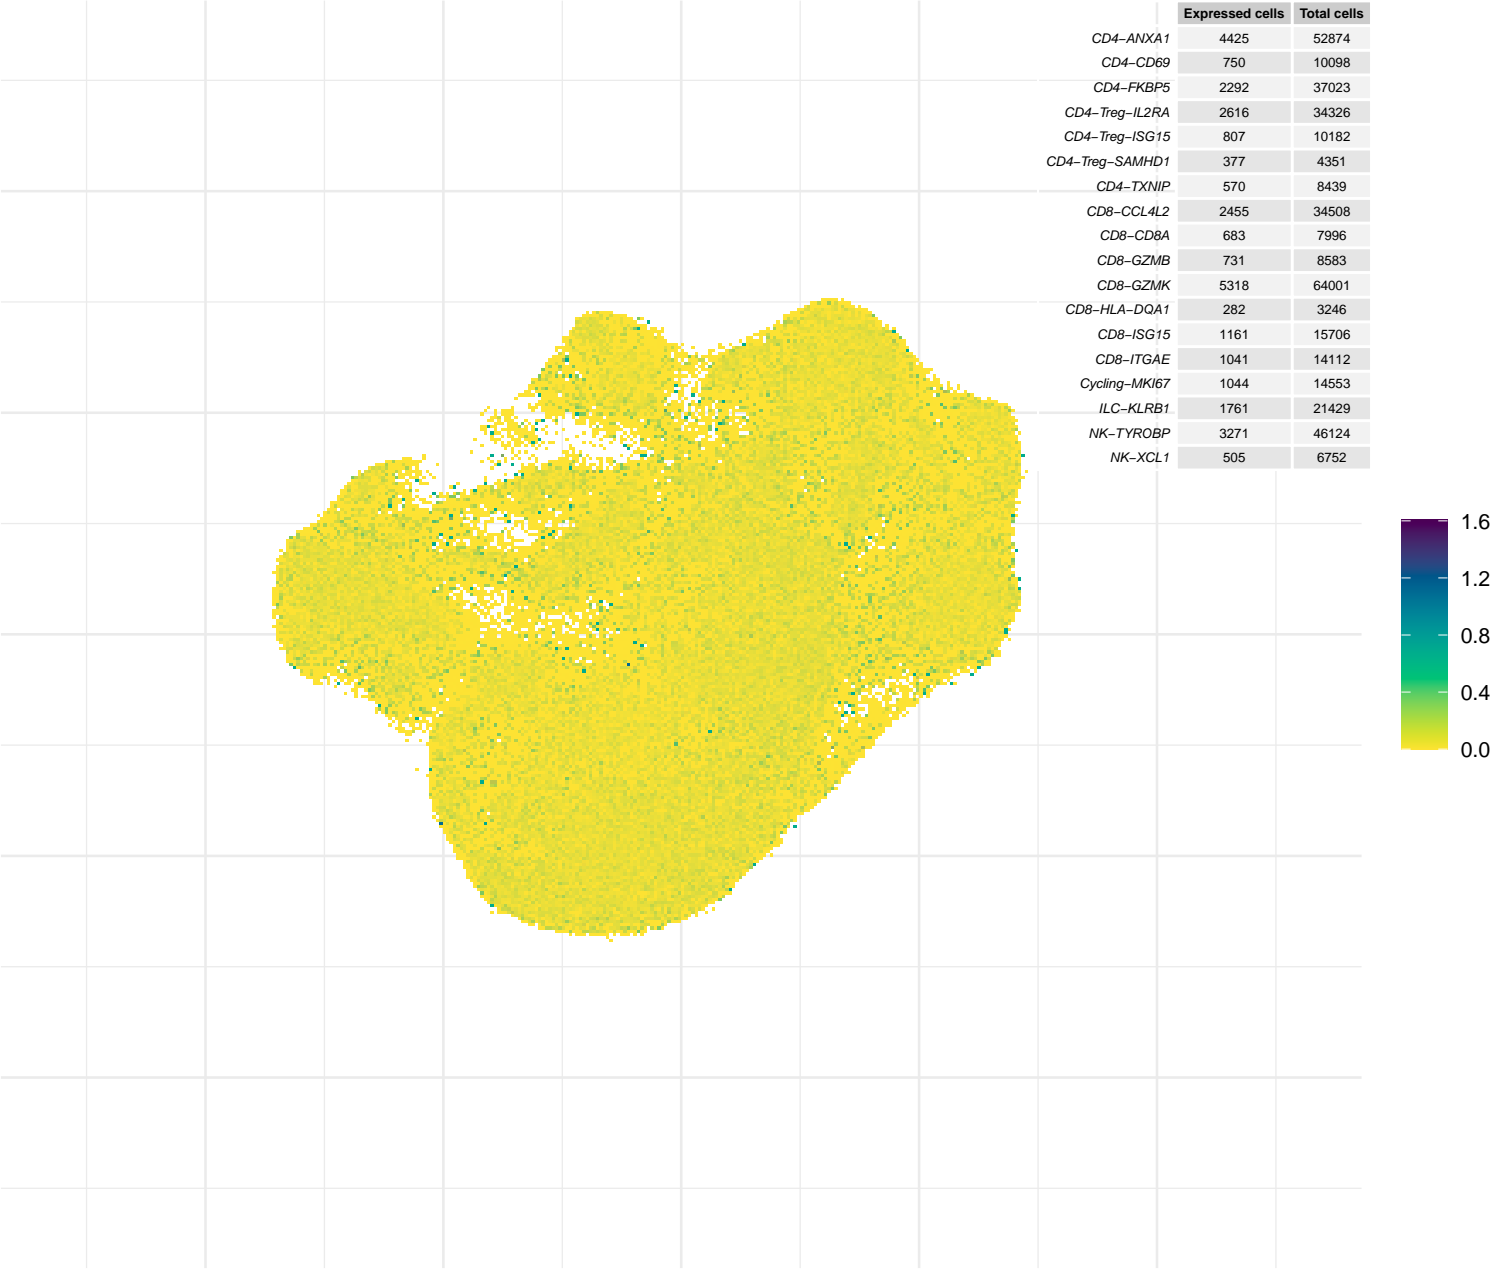 Expressed cells Total cells
CD4−ANXA1 4425 52874
CD4−CD69 750 10098
CD4−FKBP5 2292 37023
CD4−Treg−IL2RA 2616 34326
CD4−Treg−ISG15 807 10182
CD4−Treg−SAMHD1 377 4351
CD4−TXNIP 570 8439
CD8−CCL4L2 2455 34508
CD8−CD8A 683 7996
CD8−GZMB 731 8583
CD8−GZMK 5318 64001
CD8−HLA−DQA1 282 3246
CD8−ISG15 1161 15706
CD8−ITGAE 1041 14112
Cycling−MKI67 1044 14553
ILC−KLRB1 1761 21429
NK−TYROBP 3271 46124
NK−XCL1 505 6752
1.6
1.2
0.8
0.4
0.0